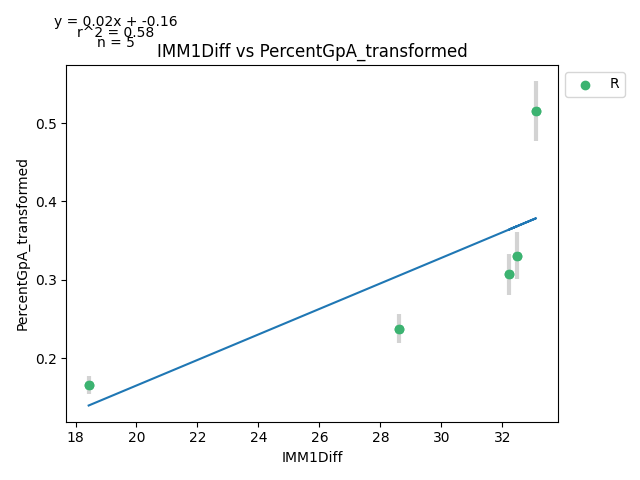 y = 0.02x + -0.16
r^2 = 0.58
n = 5
IMM1Diff vs PercentGpA_transformed
R
PercentGpA_transformed
0.5
0.4
0.3
0.2
18 20 22 24 26 28 30 32
IMM1Diff